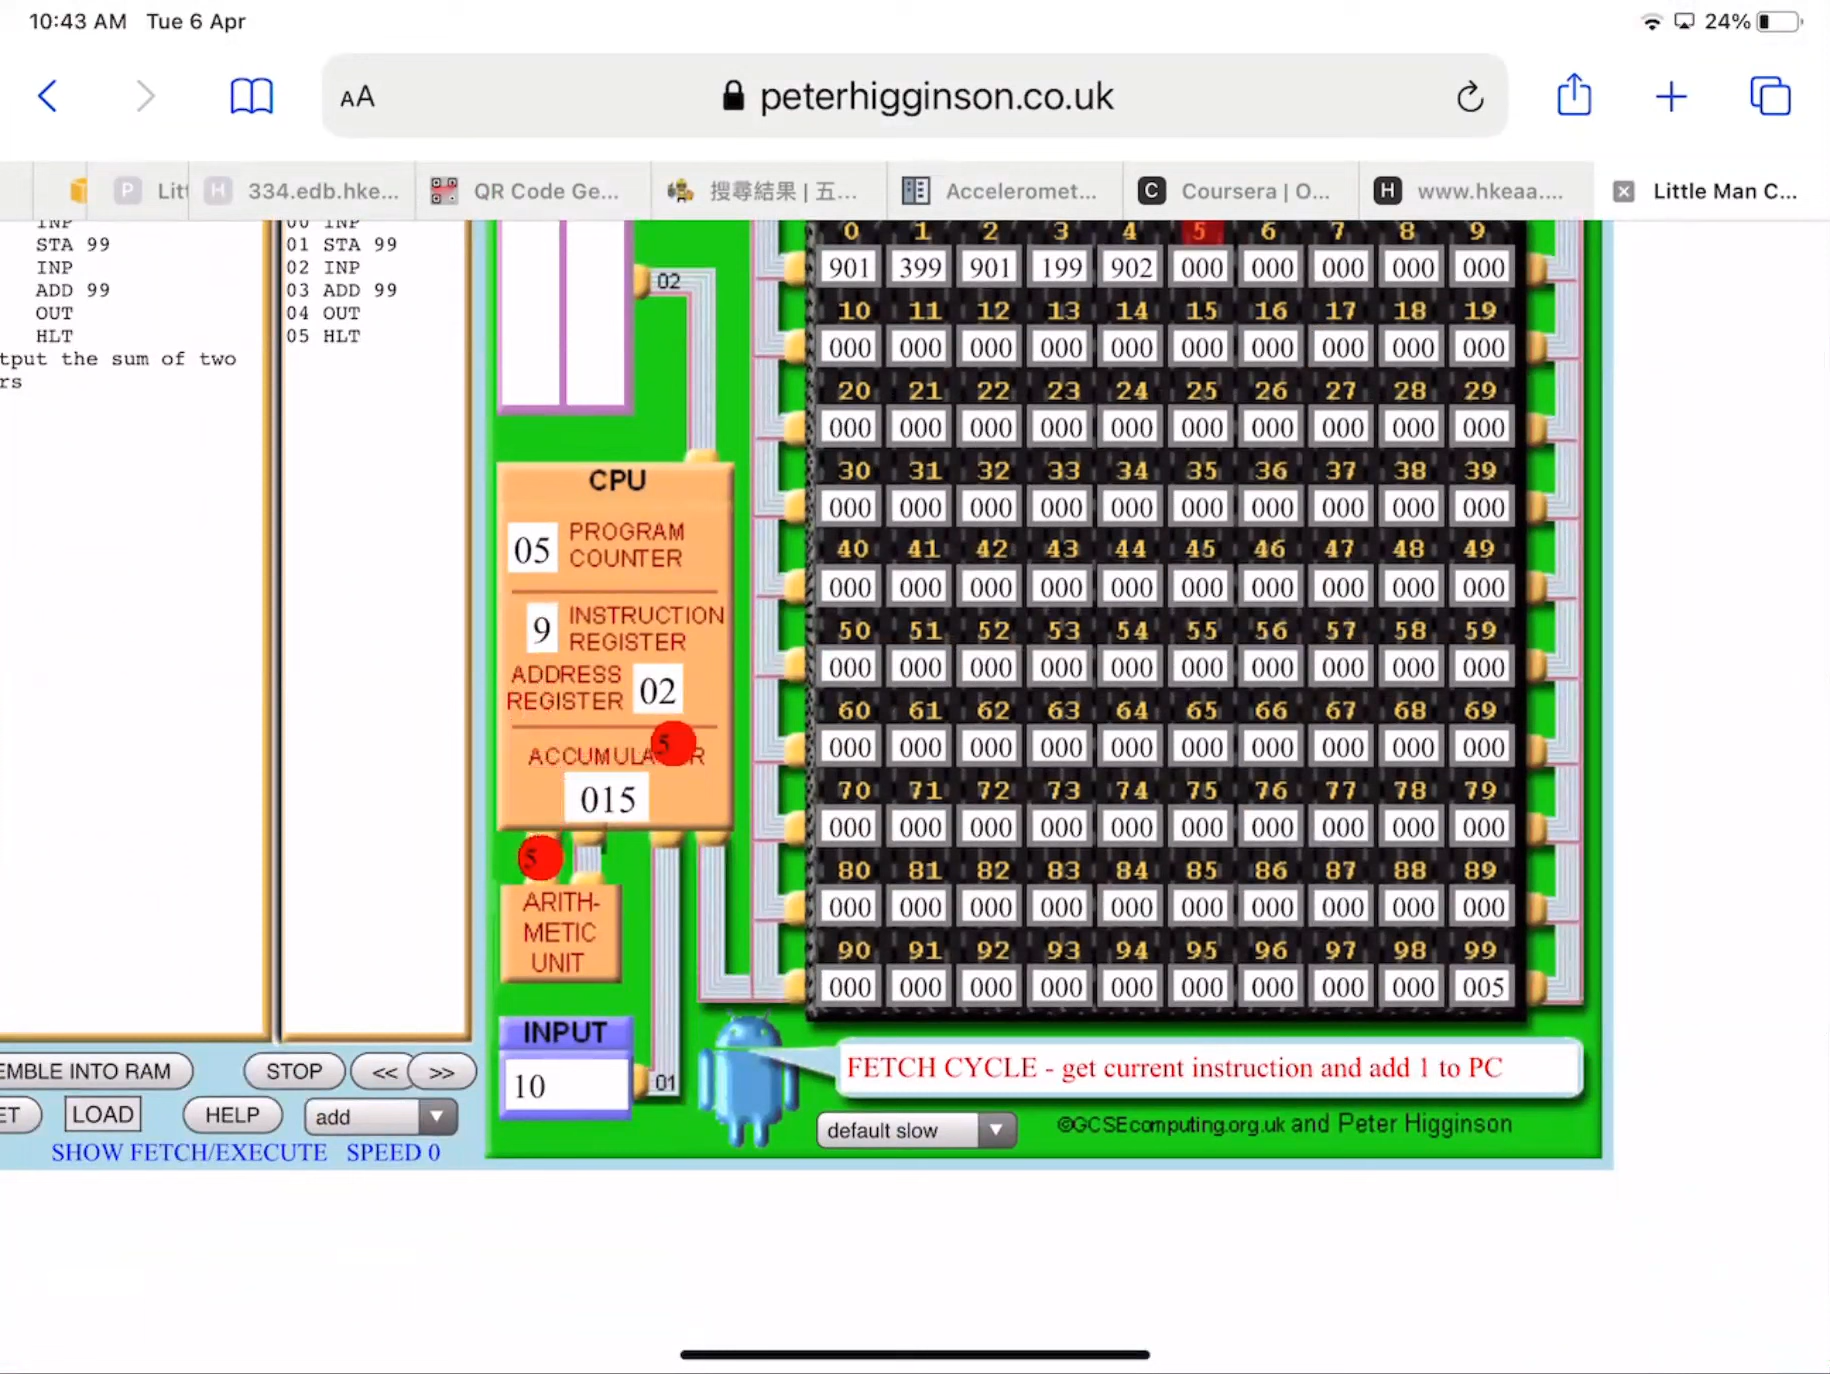 10:43 AM Tue 6 Apr
24%
AA
peterhigginson.co.uk
P Litt
H 334.edb.hke...
QR Code Ge...
搜尋結果 | 五...
Acceleromet...
C Coursera | O...
H www.hkeaa....
Little Man C...
INP
STA 99
INP
ADD 99
OUT
HLT
tput the sum of two
rs
00 INP
01 STA 99
02 INP
03 ADD 99
04 OUT
05 HLT
02
CPU
05 PROGRAM
COUNTER
9 INSTRUCTION
REGISTER
ADDRESS
REGISTER 02
5
015
5
ARITH-
METIC
UNIT
INPUT
10
01
0 1 2 3 4 5 6 7 8 9
901 399 901 199 902 000 000 000 000 000
10 11 12 13 14 15 16 17 18 19
000 000 000 000 000 000 000 000 000 000
20 21 22 23 24 25 26 27 28 29
000 000 000 000 000 000 000 000 000 000
30 31 32 33 34 35 36 37 38 39
000 000 000 000 000 000 000 000 000 000
40 41 42 43 44 45 46 47 48 49
000 000 000 000 000 000 000 000 000 000
50 51 52 53 54 55 56 57 58 59
000 000 000 000 000 000 000 000 000 000
60 61 62 63 64 65 66 67 68 69
000 000 000 000 000 000 000 000 000 000
70 71 72 73 74 75 76 77 78 79
000 000 000 000 000 000 000 000 000 000
80 81 82 83 84 85 86 87 88 89
000 000 000 000 000 000 000 000 000 000
90 91 92 93 94 95 96 97 98 99
000 000 000 000 000 000 000 000 000 005
EMBLE INTO RAM STOP << >>
ET LOAD HELP add
SHOW FETCH/EXECUTE SPEED 0
FETCH CYCLE - get current instruction and add 1 to PC
default slow
©GCSEcomputing.org.uk and Peter Higginson